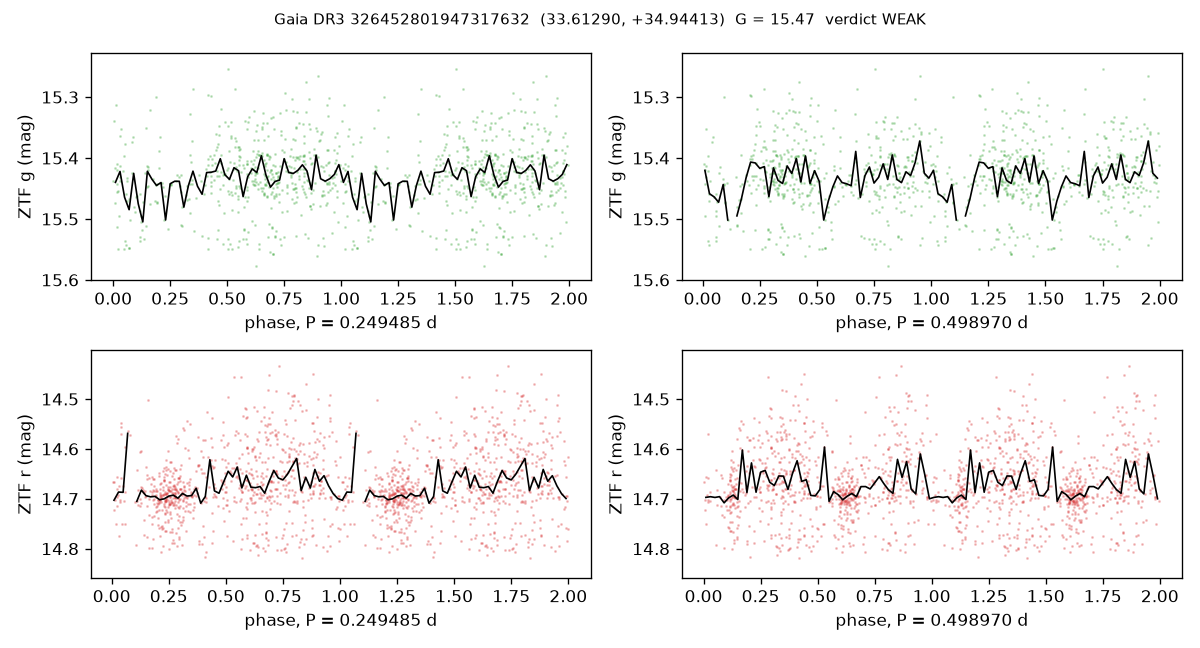 Gaia DR3 326452801947317632 (33.61290, +34.94413) G = 15.47 verdict WEAK
ZTF g (mag)
15.3
15.4
15.5
15.6
0.00 0.25 0.50 0.75 1.00 1.25 1.50 1.75 2.00
phase, P = 0.249485 d
ZTF g (mag)
15.3
15.4
15.5
15.6
0.00 0.25 0.50 0.75 1.00 1.25 1.50 1.75 2.00
phase, P = 0.498970 d
ZTF r (mag)
14.5
14.6
14.7
14.8
0.00 0.25 0.50 0.75 1.00 1.25 1.50 1.75 2.00
phase, P = 0.249485 d
ZTF r (mag)
14.5
14.6
14.7
14.8
0.00 0.25 0.50 0.75 1.00 1.25 1.50 1.75 2.00
phase, P = 0.498970 d